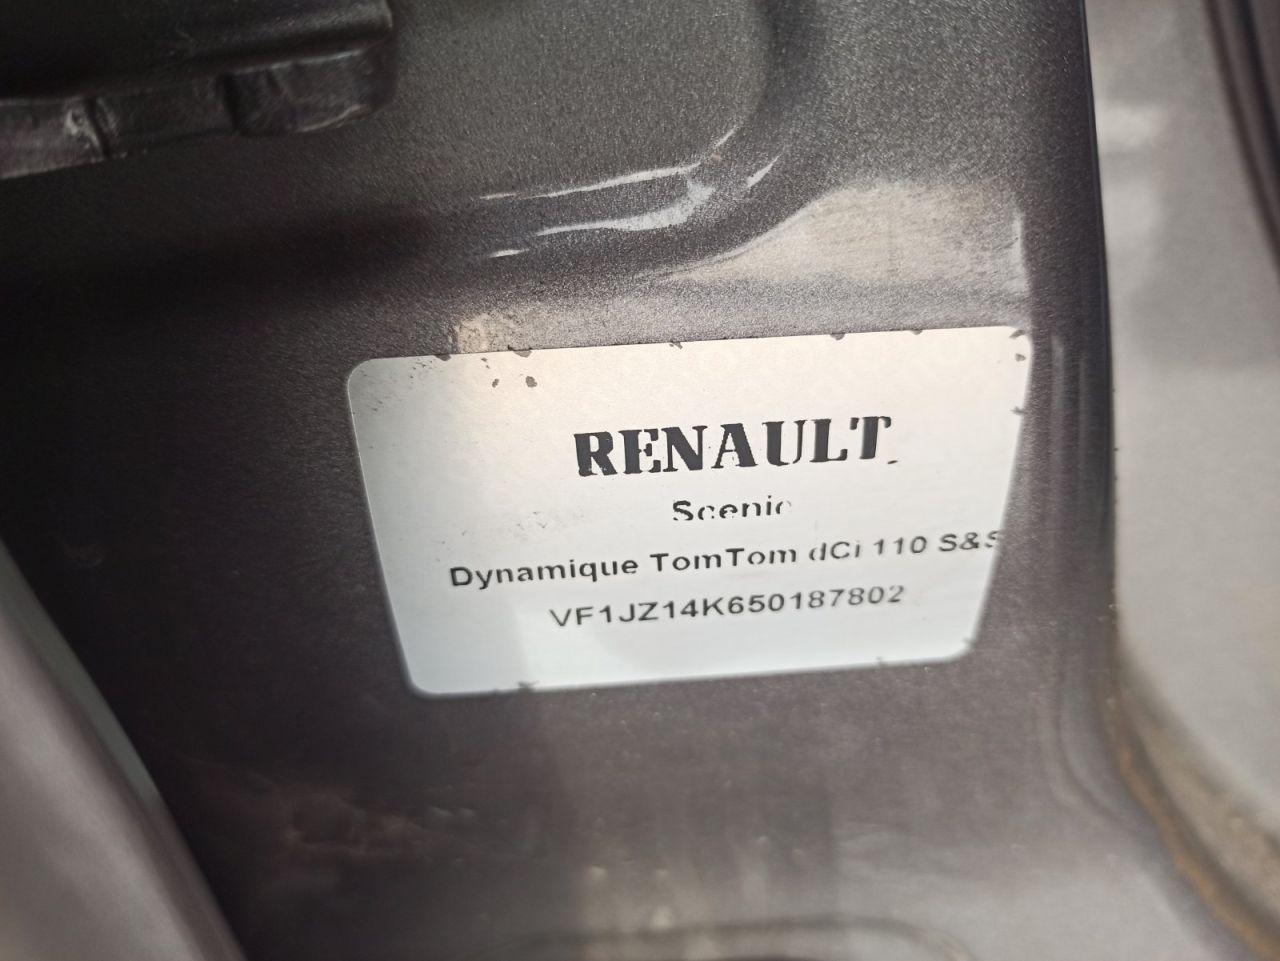 RENAULT
Scenic
Dynamique TomTom dCi 110 S&S
VF1JZ14K650187802